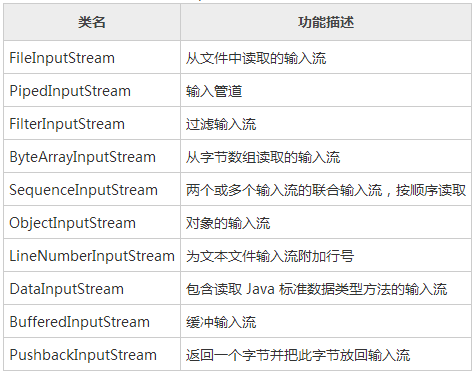 类名 功能描述
FileInputStream 从文件中读取的输入流
PipedInputStream 输入管道
FilterInputStream 过滤输入流
ByteArrayInputStream 从字节数组读取的输入流
SequenceInputStream 两个或多个输入流的联合输入流，按顺序读取
ObjectInputStream 对象的输入流
LineNumberInputStream 为文本文件输入流附加行号
DataInputStream 包含读取 Java 标准数据类型方法的输入流
BufferedInputStream 缓冲输入流
PushbackInputStream 返回一个字节并把此字节放回输入流